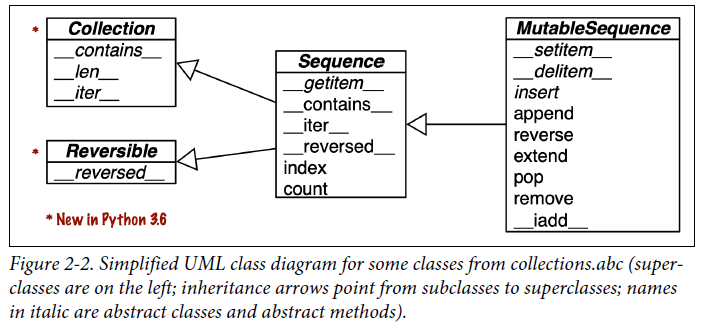 * Collection
__contains__
__len__
__iter__
* Reversible
__reversed__
* New in Python 3.6
Sequence
__getitem__
__contains__
__iter__
__reversed__
index
count
MutableSequence
__setitem__
__delitem__
insert
append
reverse
extend
pop
remove
__iadd__
Figure 2-2. Simplified UML class diagram for some classes from collections.abc (super-
classes are on the left; inheritance arrows point from subclasses to superclasses; names
in italic are abstract classes and abstract methods).